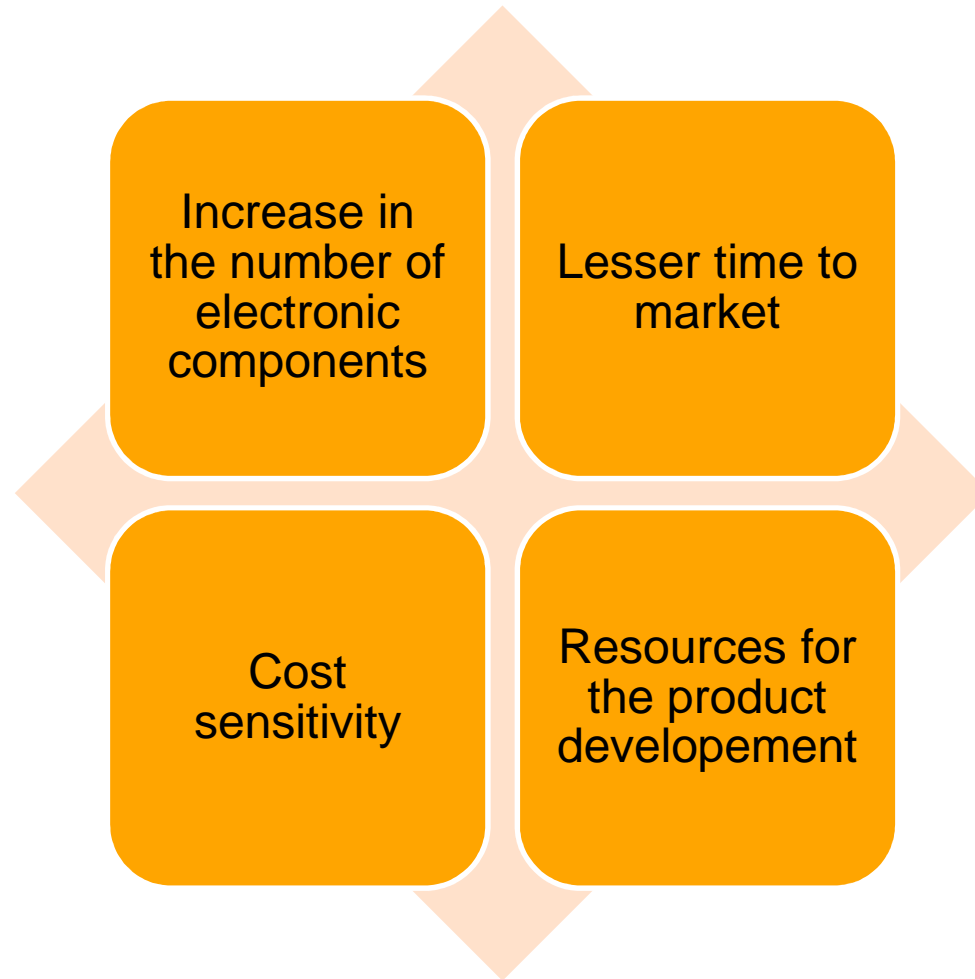 Increase in
the number of
electronic
components
Lesser time to
market
Cost
sensitivity
Resources for
the product
developement